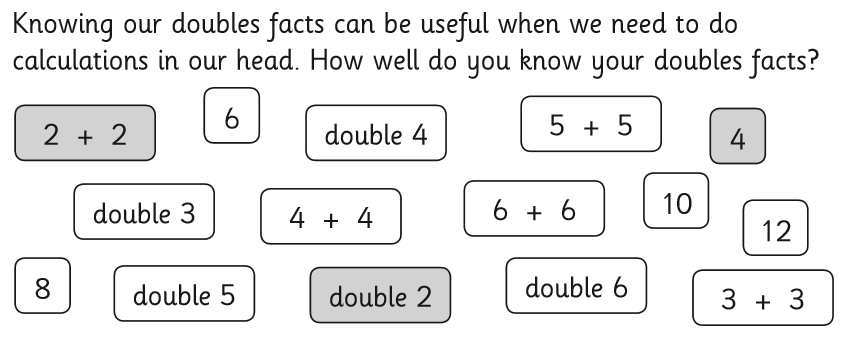 Knowing our doubles facts can be useful when we need to do
calculations in our head. How well do you know your doubles facts?
2 + 2
6
double 4
5 + 5
4
double 3
4 + 4
6 + 6
10
12
8
double 5
double 2
double 6
3 + 3